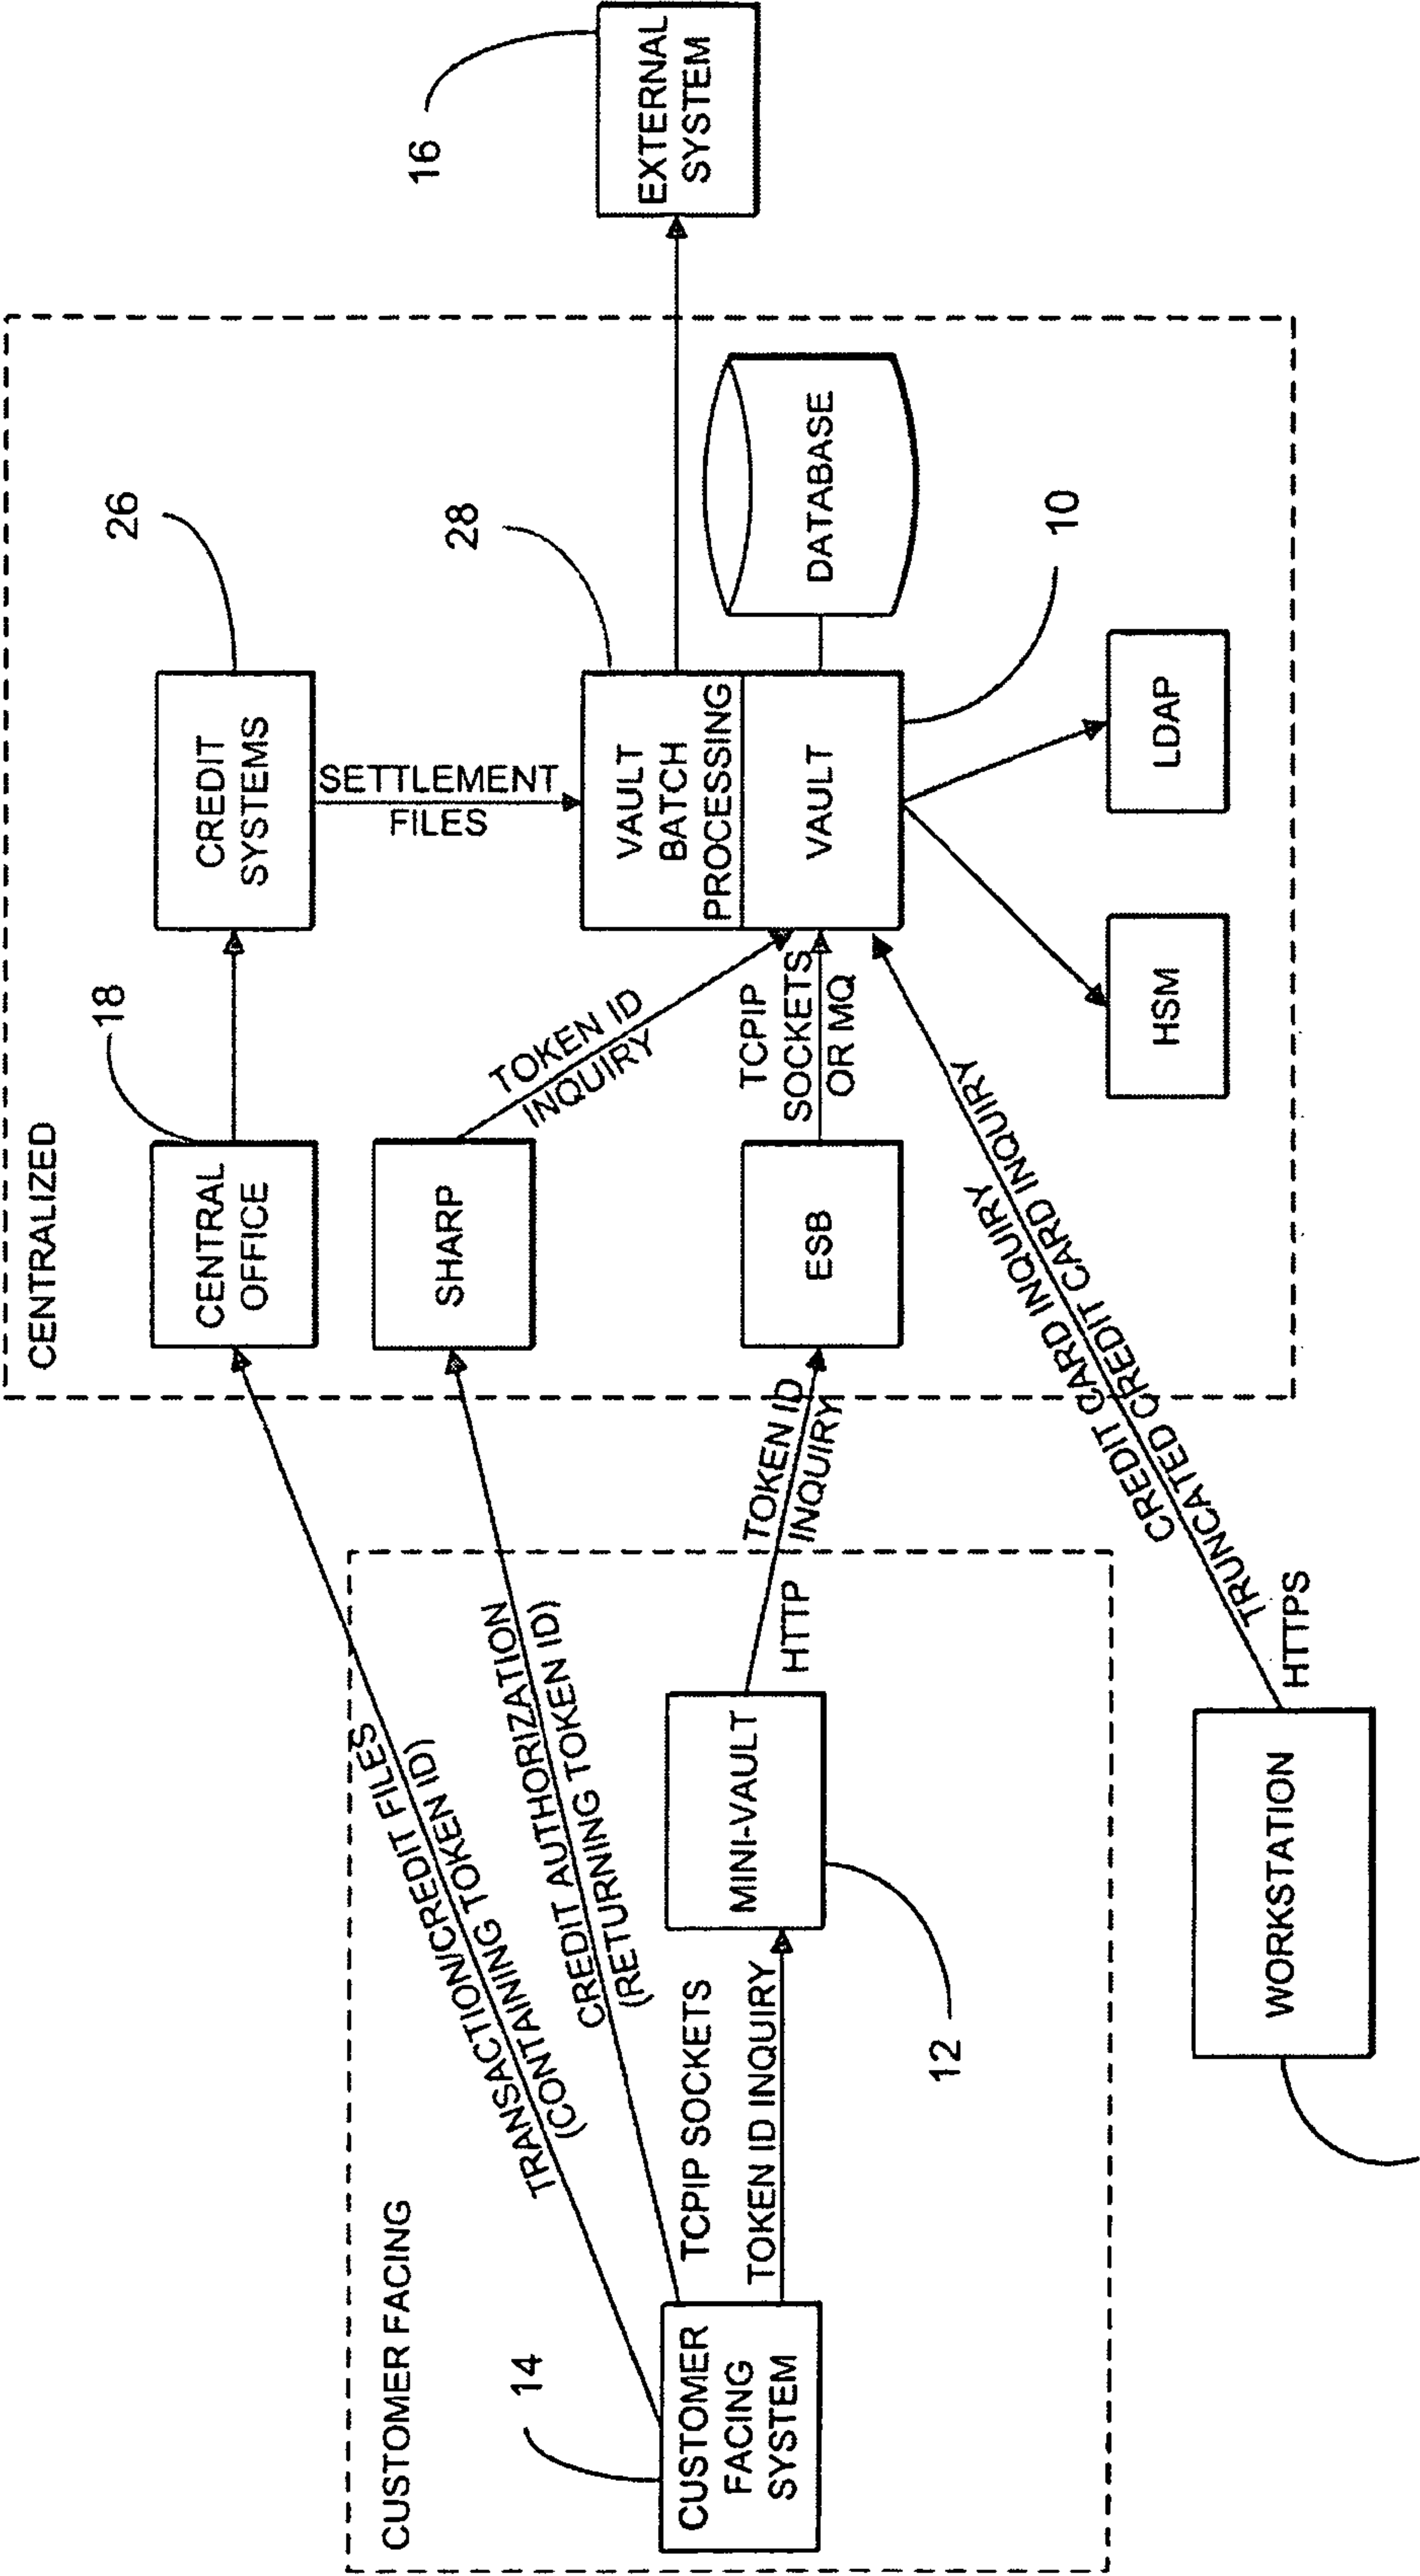 CENTRALIZED
18
CENTRAL
OFFICE
26
CREDIT
SYSTEMS
SETTLEMENT
FILES
SHARP
TOKEN ID
INQUIRY
28
VAULT
BATCH
PROCESSING
VAULT
DATABASE
10
16
EXTERNAL
SYSTEM
TCPIP
SOCKETS
OR MQ
ESB
HSM
LDAP
TOKEN ID
INQUIRY
HTTP
CREDIT CARD INQUIRY
TRUNCATED CREDIT CARD INQUIRY
HTTPS
WORKSTATION
CUSTOMER FACING
TRANSACTION/CREDIT FILES
(CONTAINING TOKEN ID)
CREDIT AUTHORIZATION
(RETURNING TOKEN ID)
TCPIP SOCKETS
TOKEN ID INQUIRY
MINI-VAULT
12
14
CUSTOMER
FACING
SYSTEM